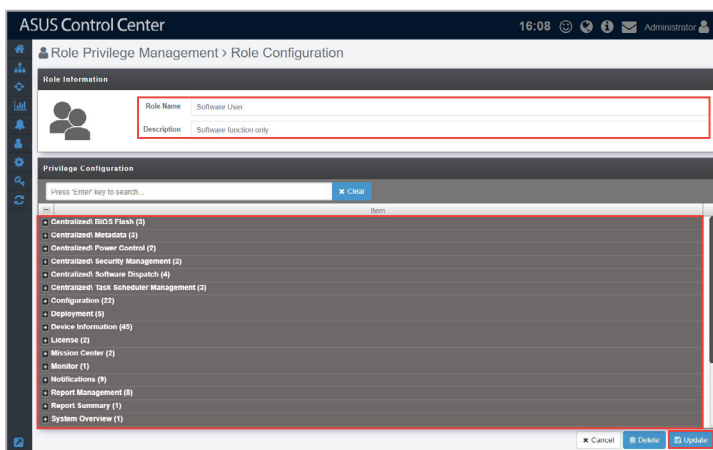 ASUS Control Center
16:08
Administrator
Role Privilege Management > Role Configuration
Role Information
Role Name
Software User
Description
Software function only
Privilege Configuration
Press 'Enter' key to search...
Clear
Item
Centralized\ BIOS Flash (3)
Centralized\ Metadata (3)
Centralized\ Power Control (2)
Centralized\ Security Management (2)
Centralized\ Software Dispatch (4)
Centralized\ Task Scheduler Management (3)
Configuration (22)
Deployment (5)
Device Information (45)
License (2)
Mission Center (2)
Monitor (1)
Notifications (9)
Report Management (8)
Report Summary (1)
System Overview (1)
Cancel
Delete
Update